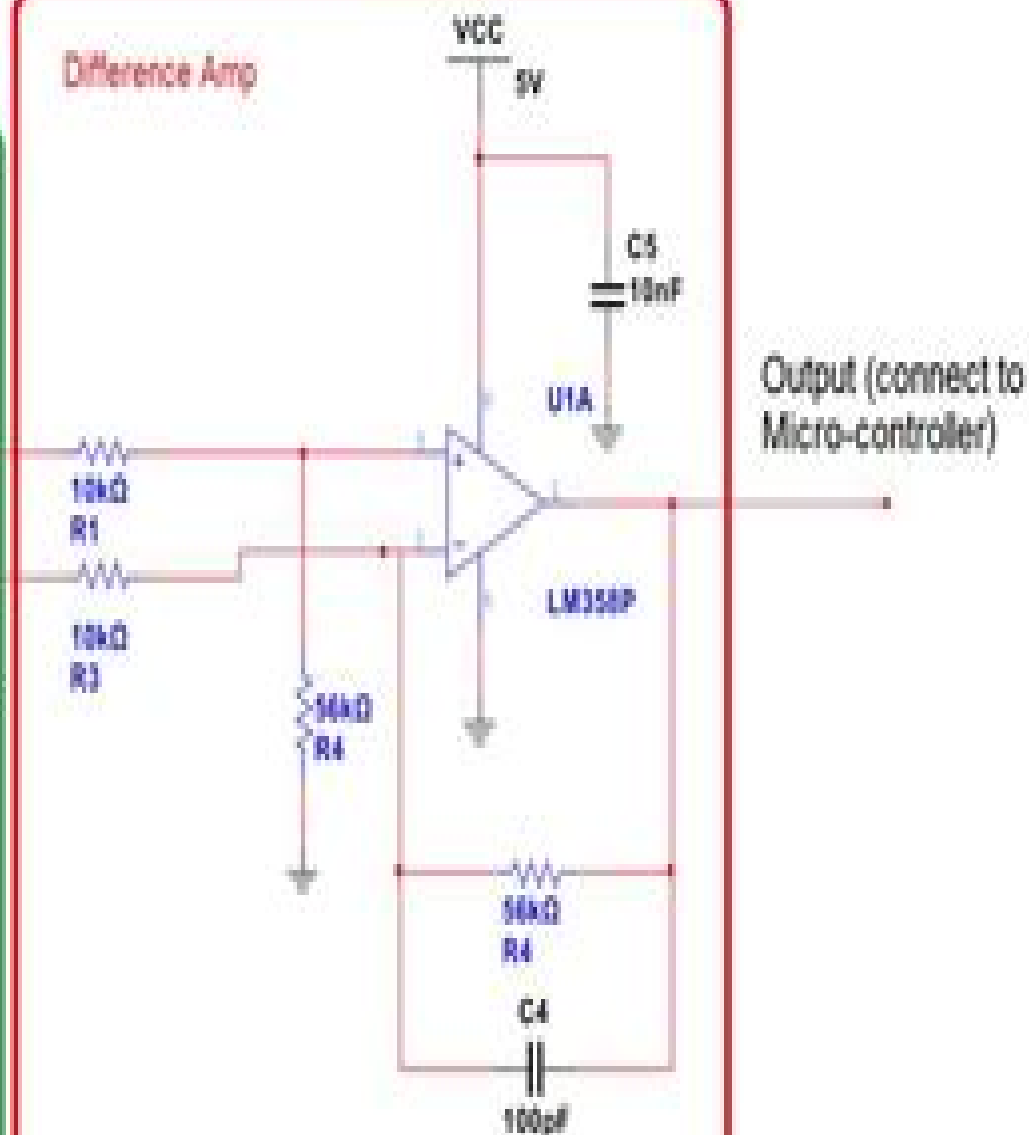 Difference Amp
VCC
5V
C5
10nF
U1A
Output (connect to
Micro-controller)
10kΩ
R1
LM358P
10kΩ
R3
56kΩ
R4
56kΩ
R4
C4
100pF